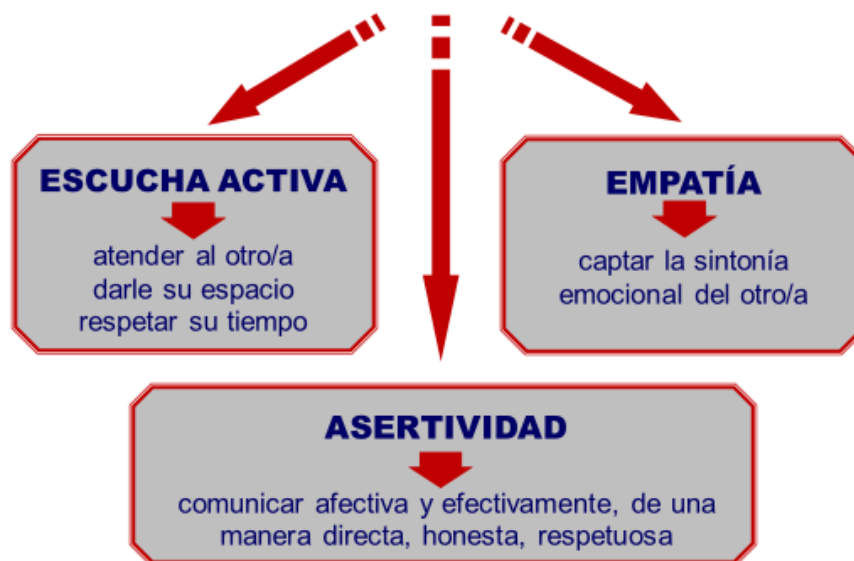 ESCUCHA ACTIVA
atender al otro/a
darle su espacio
respetar su tiempo
EMPATÍA
captar la sintonía
emocional del otro/a
ASERTIVIDAD
comunicar afectiva y efectivamente, de una
manera directa, honesta, respetuosa